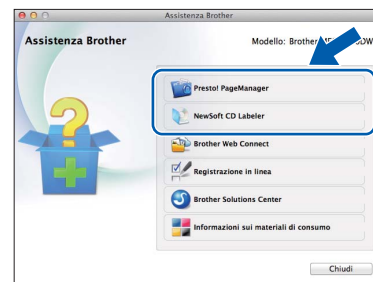 Assistenza Brother
Assistenza Brother
Modello: Brother
Presto! PageManager
NewSoft CD Labeler
Brother Web Connect
Registrazione in linea
Brother Solutions Center
Informazioni sui materiali di consumo
Chiudi